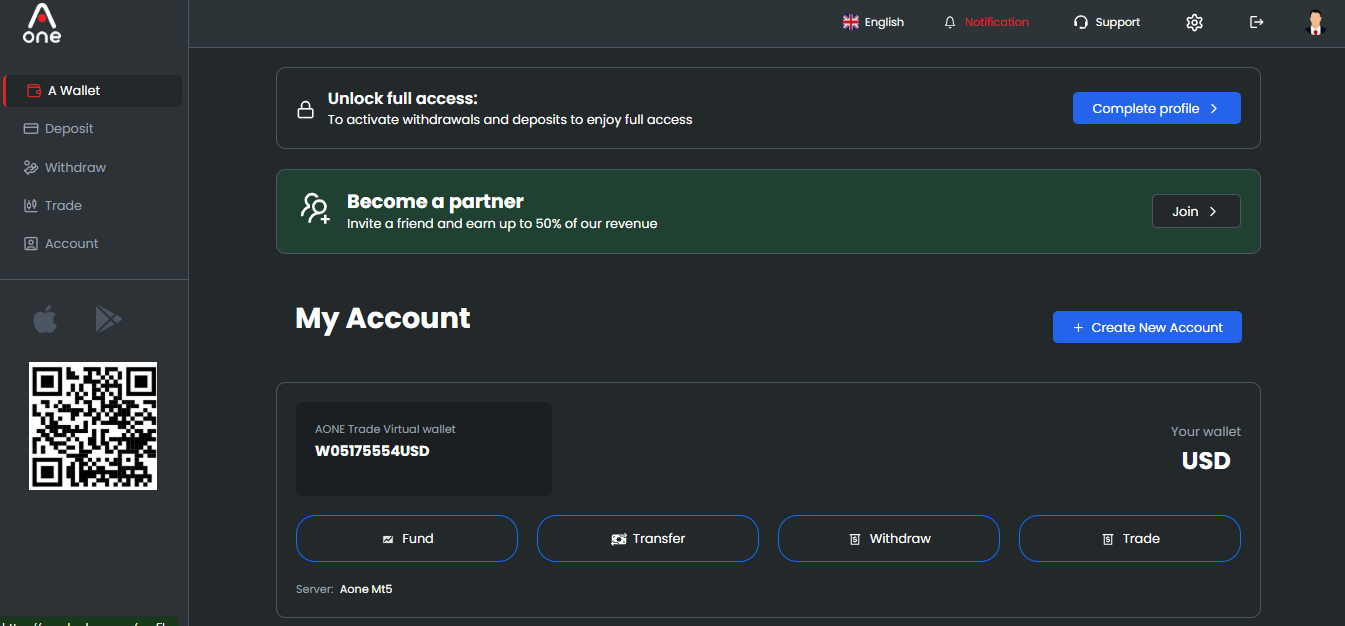 A
one
English
Notification
Support
A Wallet
Deposit
Withdraw
Trade
Account
Unlock full access:
To activate withdrawals and deposits to enjoy full access
Complete profile
Become a partner
Invite a friend and earn up to 50% of our revenue
Join
My Account
+ Create New Account
AONE Trade Virtual wallet
W05175554USD
Your wallet
USD
Fund
Transfer
Withdraw
Trade
Server: Aone Mt5